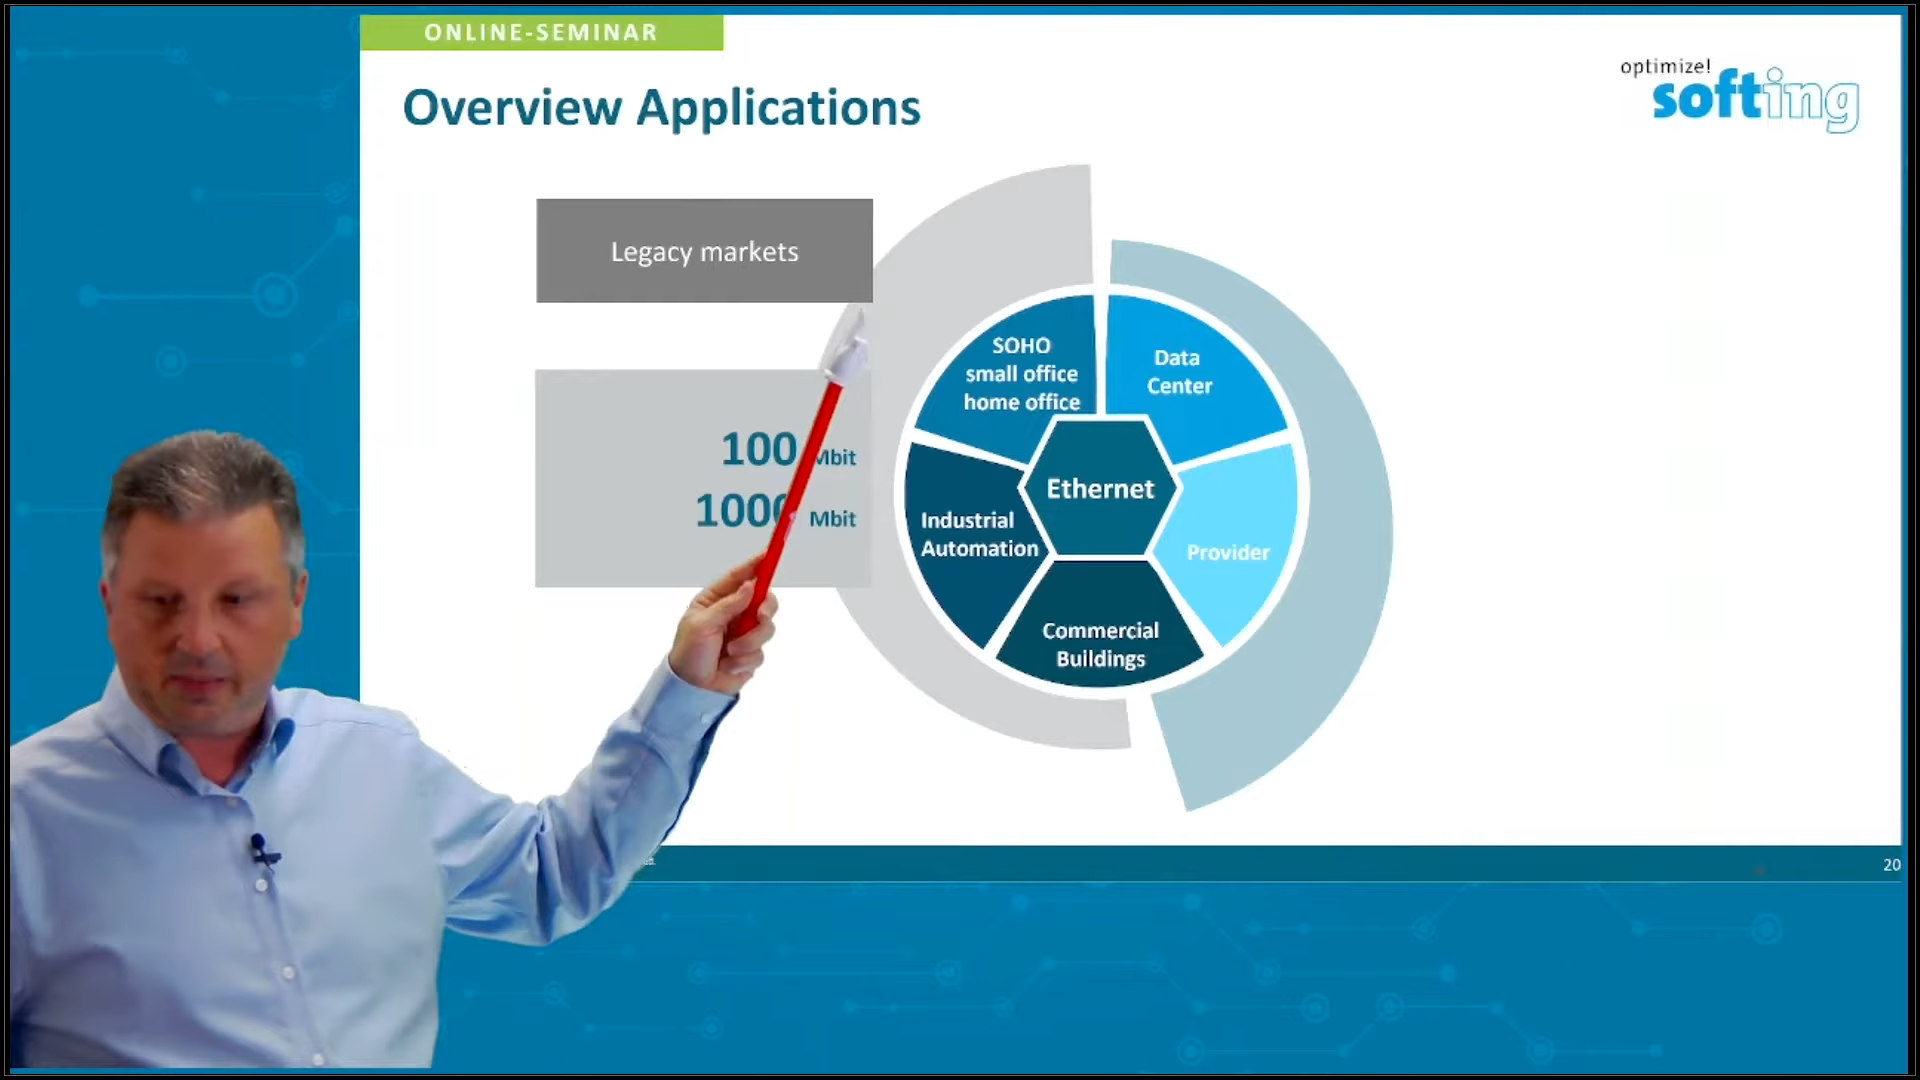 ONLINE-SEMINAR
Overview Applications
optimize!
softing
Legacy markets
100 Mbit
1000 Mbit
SOHO
small office
home office
Data
Center
Ethernet
Industrial
Automation
Provider
Commercial
Buildings
20